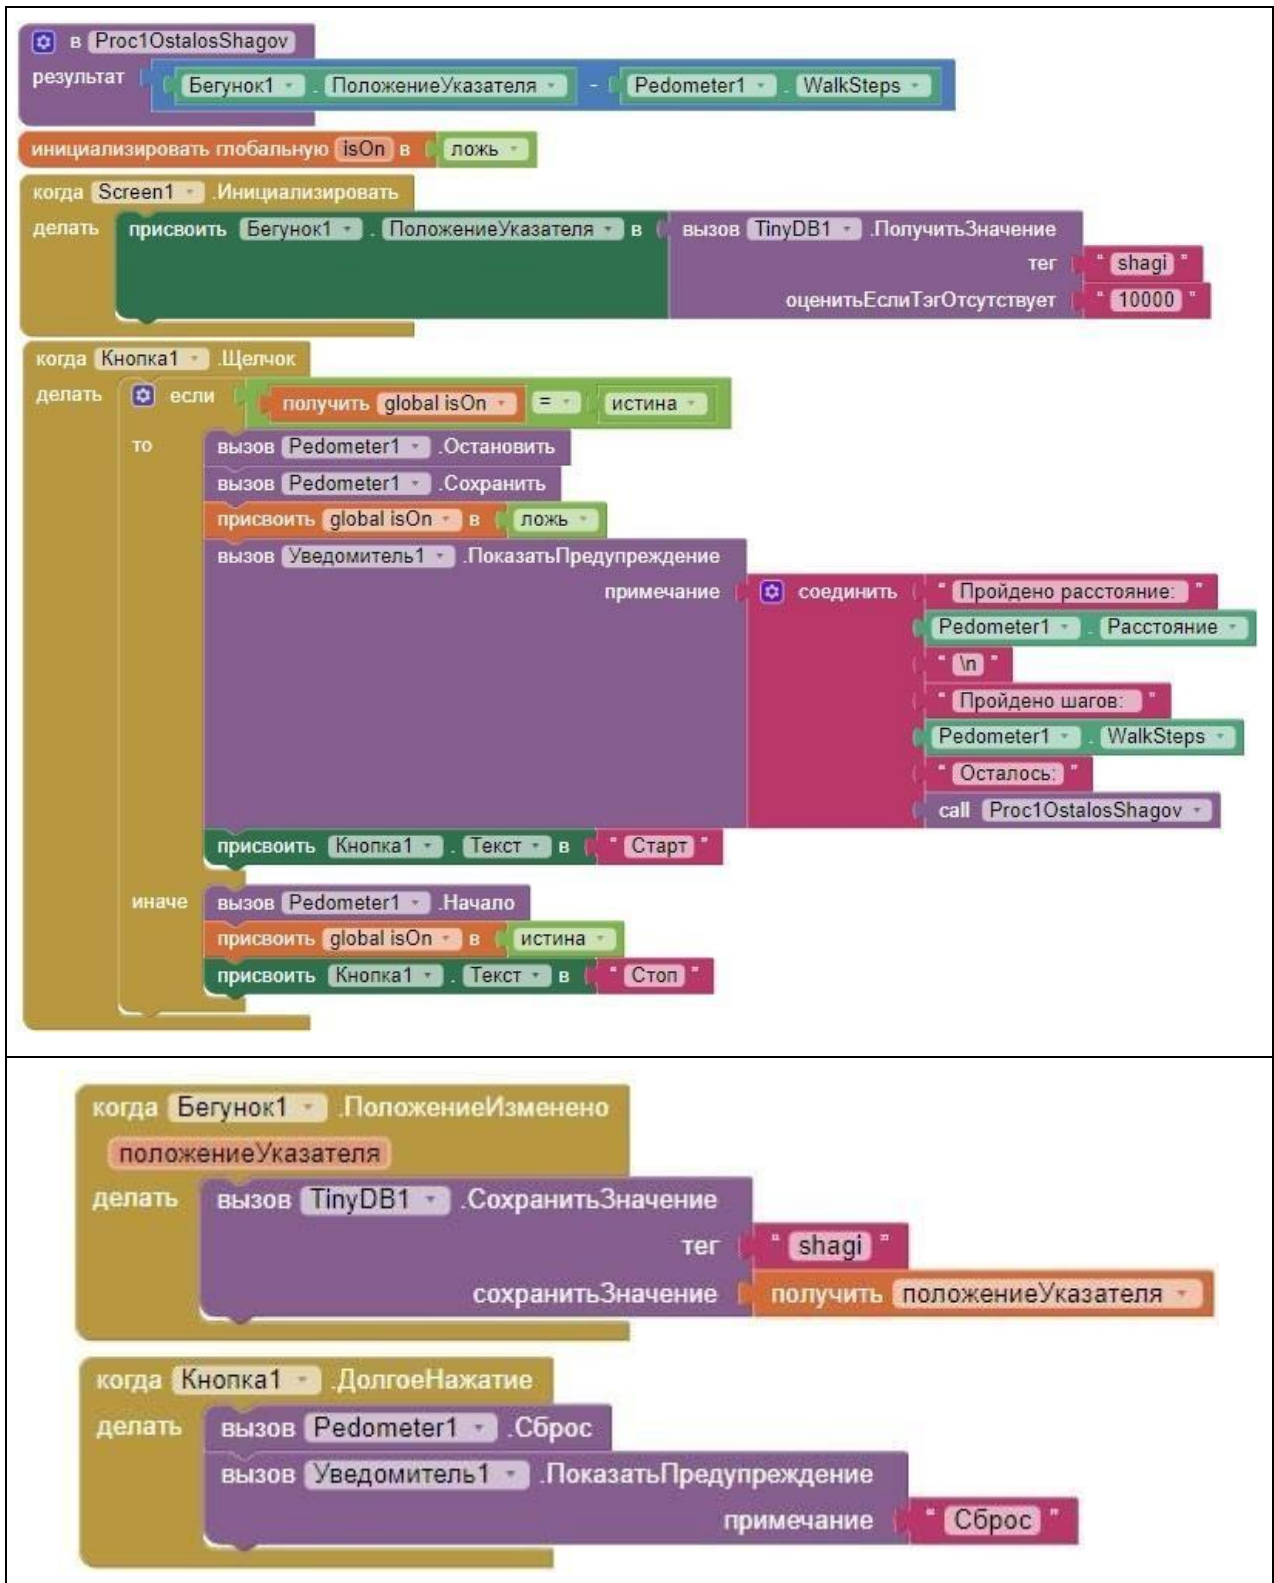 в Proc1OstalosShagov
результат Бегунок1 . ПоложениеУказателя - Pedometer1 . WalkSteps
инициализировать глобальную isOn в ложь
когда Screen1 .Инициализировать
делать присвоить Бегунок1 . ПоложениеУказателя в вызов TinyDB1 .ПолучитьЗначение
тег " shagi "
оценитьЕслиТэгОтсутствует " 10000 "
когда Кнопка1 .Щелчок
делать если получить global isOn = истина
то вызов Pedometer1 .Остановить
вызов Pedometer1 .Сохранить
присвоить global isOn в ложь
вызов Уведомитель1 .ПоказатьПредупреждение
примечание соединить " Пройдено расстояние: "
Pedometer1 . Расстояние
" \n "
" Пройдено шагов: "
Pedometer1 . WalkSteps
" Осталось: "
call Proc1OstalosShagov
присвоить Кнопка1 . Текст в " Старт "
иначе вызов Pedometer1 .Начало
присвоить global isOn в истина
присвоить Кнопка1 . Текст в " Стоп "
когда Бегунок1 .ПоложениеИзменено
положениеУказателя
делать вызов TinyDB1 .СохранитьЗначение
тег " shagi "
сохранитьЗначение получить положениеУказателя
когда Кнопка1 .ДолгоеНажатие
делать вызов Pedometer1 .Сброс
вызов Уведомитель1 .ПоказатьПредупреждение
примечание " Сброс "